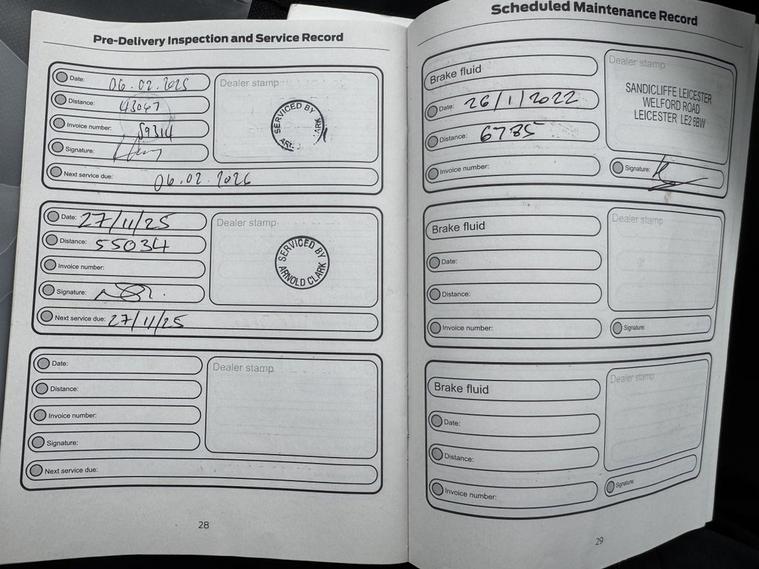 Pre-Delivery Inspection and Service Record
Date: 06.02.2025
Distance: 43047
Invoice number: 59314
Signature:
Next service due: 06.02.2026
Dealer stamp
SERVICED BY
Date: 27/11/25
Distance: 55034
Invoice number:
Signature:
Next service due: 27/11/25
Dealer stamp
SERVICED BY
ARNOLD CLARK
Date:
Distance:
Invoice number:
Signature:
Next service due:
Dealer stamp
28
Scheduled Maintenance Record
Brake fluid
Date: 26/1/2022
Distance: 6785
Invoice number:
Dealer stamp
SANDICLIFFE LEICESTER
WELFORD ROAD
LEICESTER LE2 6BW
Signature:
Brake fluid
Date:
Distance:
Invoice number:
Dealer stamp
Signature:
Brake fluid
Date:
Distance:
Invoice number:
Dealer stamp
Signature:
29